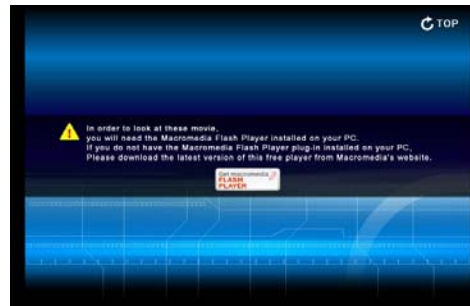 TOP
In order to look at these movie,
you will need the Macromedia Flash Player installed on your PC.
If you do not have the Macromedia Flash Player plug-in installed on your PC,
Please download the latest version of this free player from Macromedia's website.
Get macromedia
FLASH
PLAYER